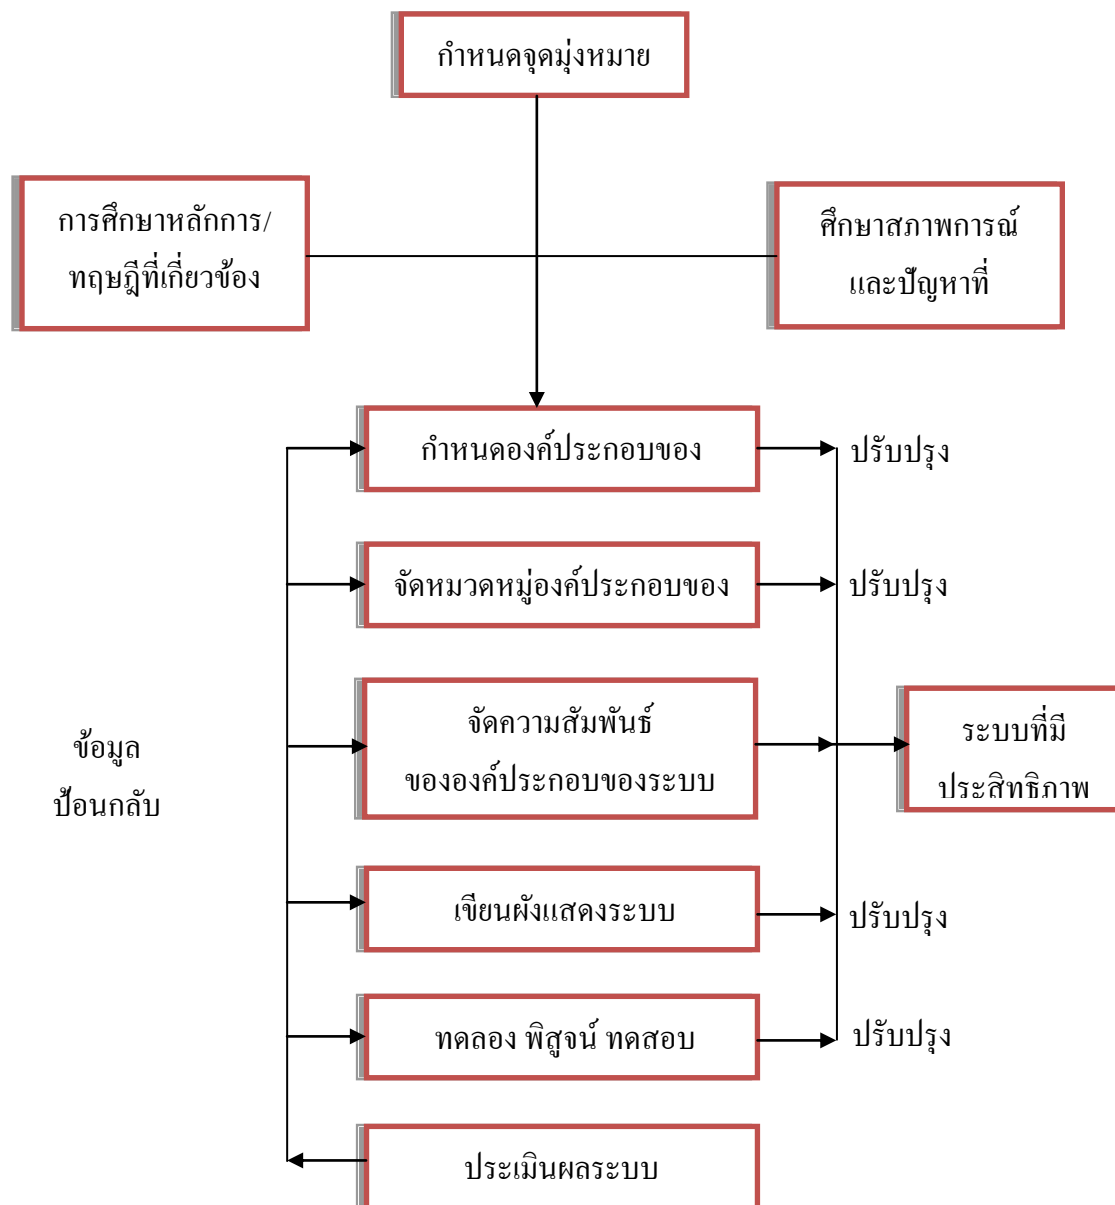 กำหนดจุดมุ่งหมาย
การศึกษาหลักการ/
ทฤษฎีที่เกี่ยวข้อง
ศึกษาสภาพการณ์
และปัญหาที่
กำหนดองค์ประกอบของ
ปรับปรุง
จัดหมวดหมู่องค์ประกอบของ
ปรับปรุง
ข้อมูล
ป้อนกลับ
จัดความสัมพันธ์
ขององค์ประกอบของระบบ
ระบบที่มี
ประสิทธิภาพ
เขียนผังแสดงระบบ
ปรับปรุง
ทดลอง พิสูจน์ ทดสอบ
ปรับปรุง
ประเมินผลระบบ